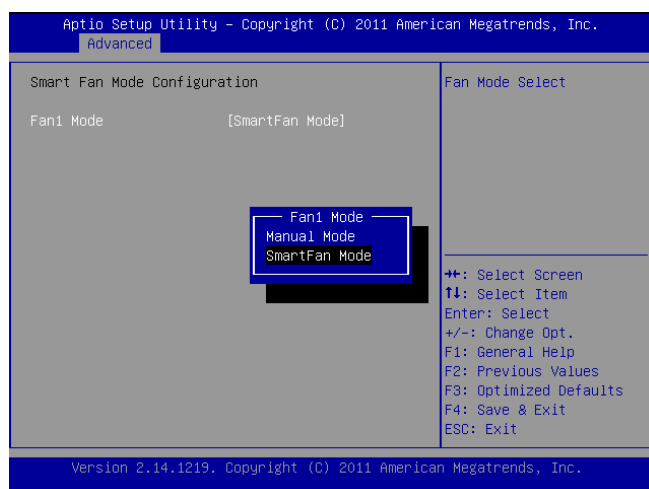 Aptio Setup Utility – Copyright (C) 2011 American Megatrends, Inc.
Advanced
Smart Fan Mode Configuration
Fan Mode Select
Fan1 Mode [SmartFan Mode]
Fan1 Mode
Manual Mode
SmartFan Mode
→←: Select Screen
↑↓: Select Item
Enter: Select
+/-: Change Opt.
F1: General Help
F2: Previous Values
F3: Optimized Defaults
F4: Save & Exit
ESC: Exit
Version 2.14.1219. Copyright (C) 2011 American Megatrends, Inc.